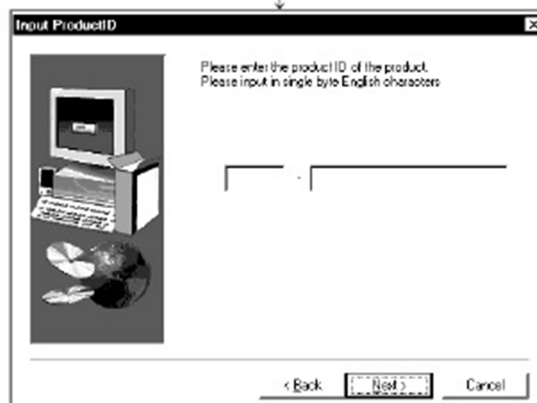 Input ProductID
Please enter the product ID of the product.
Please input in single byte English characters
-
< Back
Next >
Cancel